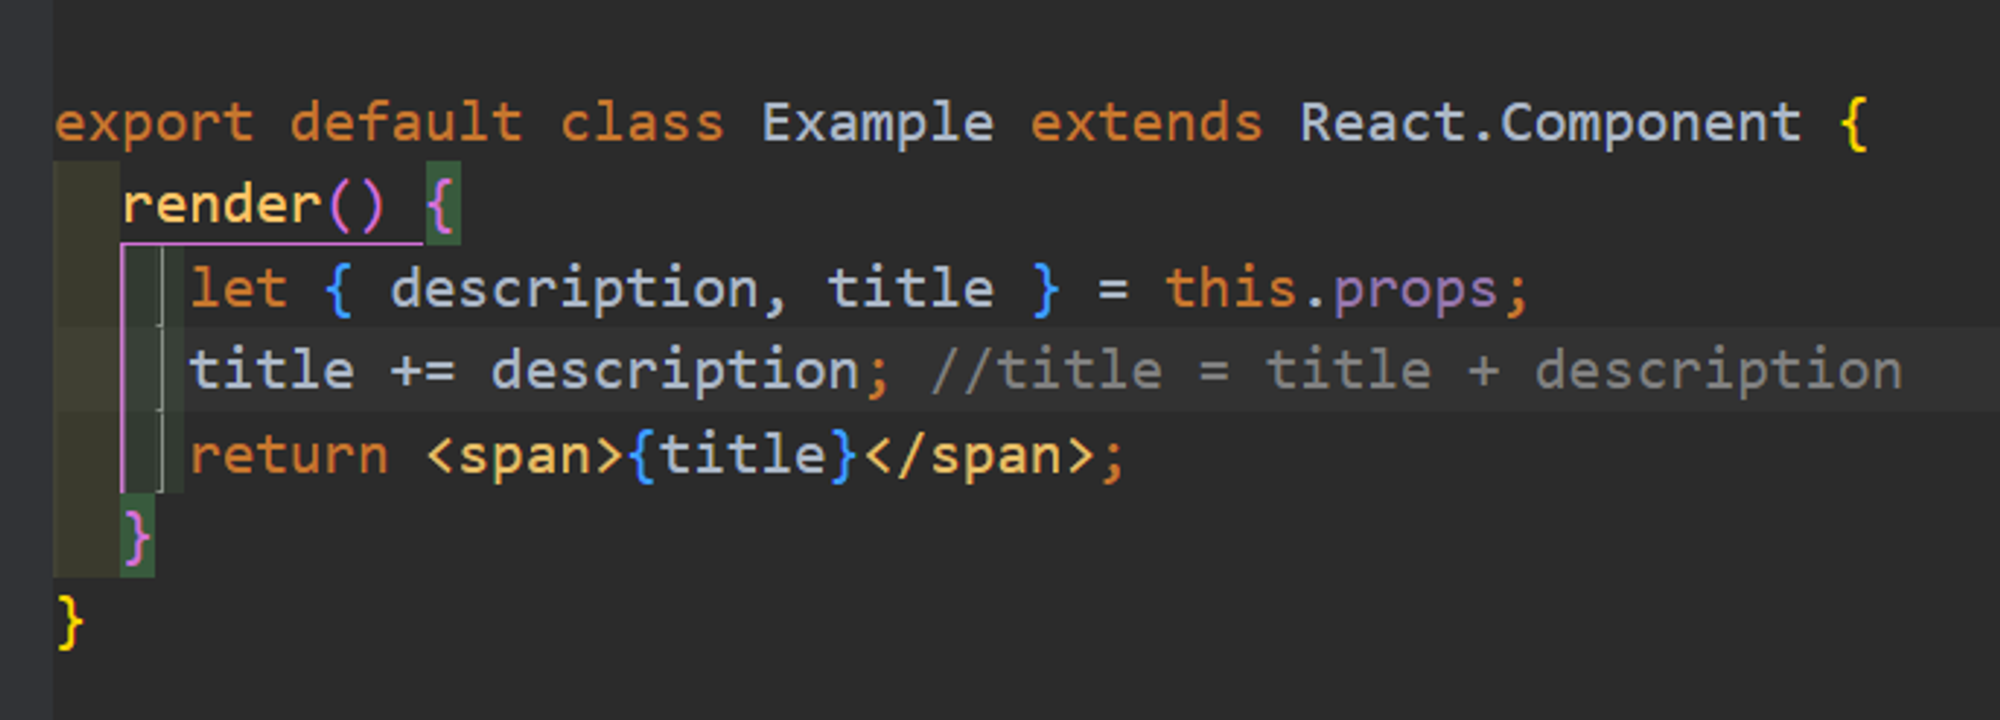 export default class Example extends React.Component {
render() {
let { description, title } = this.props;
title += description; //title = title + description
return <span>{title}</span>;
}
}